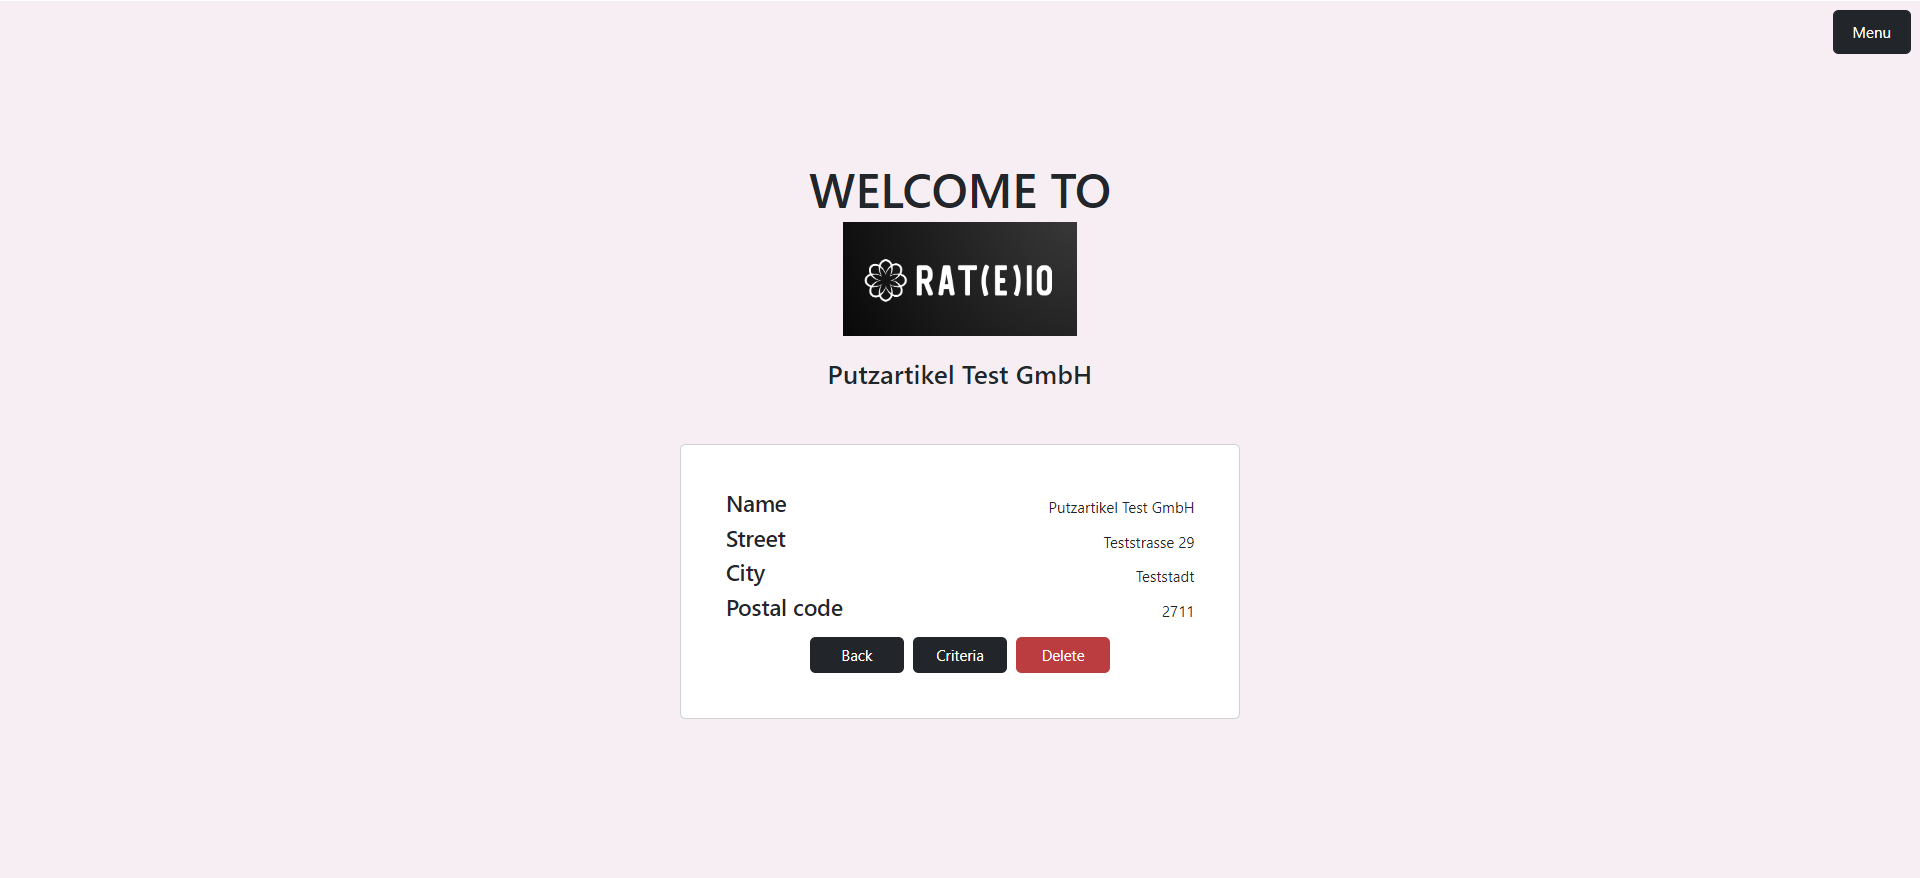 Menu
WELCOME TO
RAT(E)IO
Putzartikel Test GmbH
Name Putzartikel Test GmbH
Street Teststrasse 29
City Teststadt
Postal code 2711
Back Criteria Delete